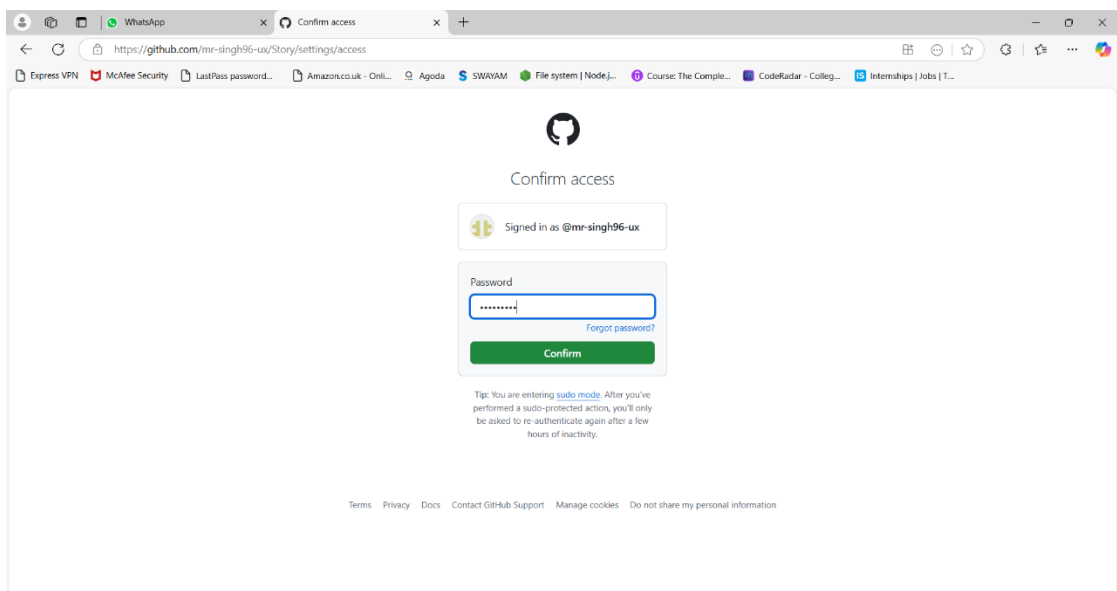 WhatsApp
Confirm access
https://github.com/mr-singh96-ux/Story/settings/access
Express VPN McAfee Security LastPass password... Amazon.co.uk - Onli... Agoda SWAYAM File system | Node.j... Course: The Comple... CodeRadar - Colleg... IS Internships | Jobs | T...
Confirm access
Signed in as @mr-singh96-ux
Password
•••••••••
Forgot password?
Confirm
Tip: You are entering sudo mode. After you've
performed a sudo-protected action, you'll only
be asked to re-authenticate again after a few
hours of inactivity.
Terms Privacy Docs Contact GitHub Support Manage cookies Do not share my personal information